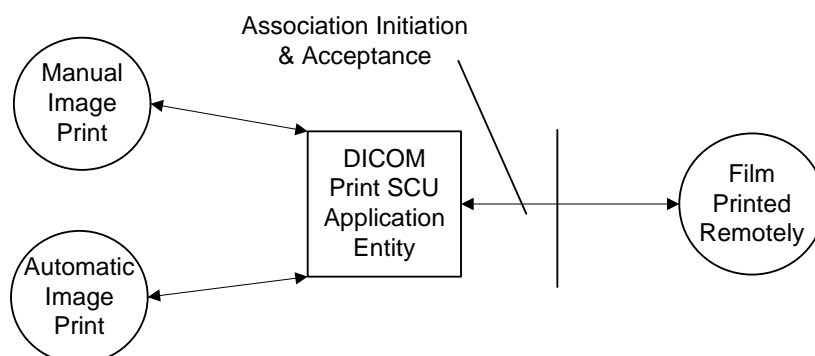 Association Initiation
& Acceptance
Manual
Image
Print
DICOM
Print SCU
Application
Entity
Film
Printed
Remotely
Automatic
Image
Print